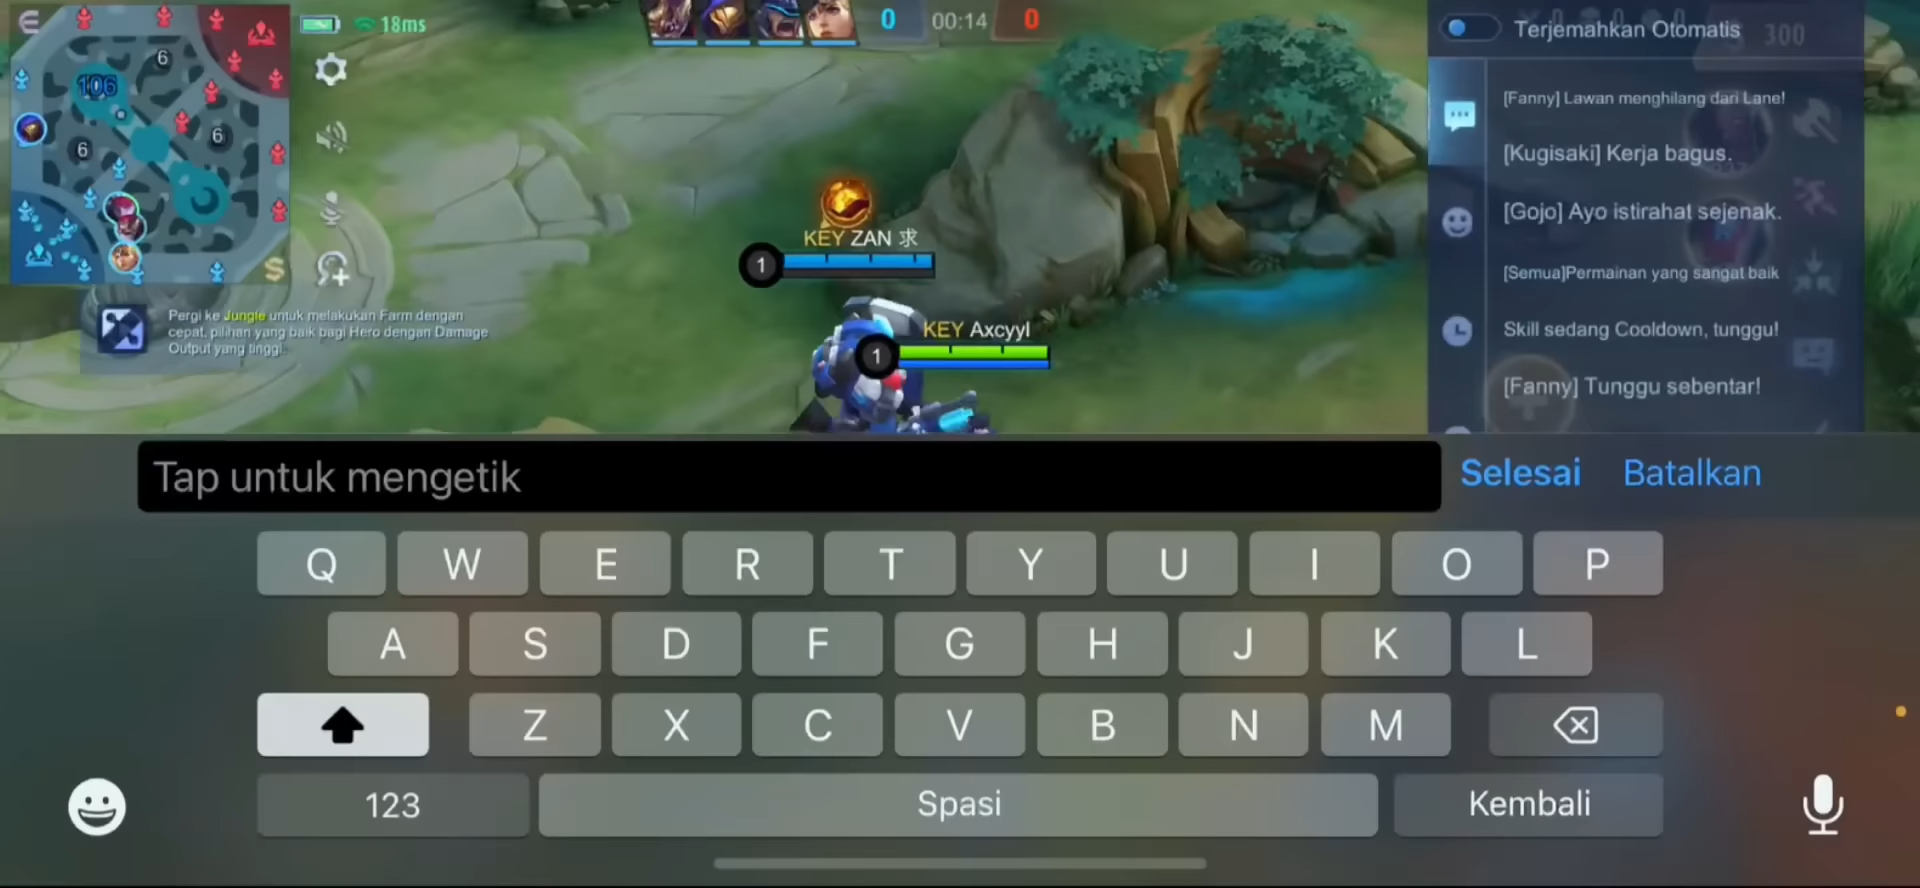 18ms
0
00:14
0
Terjemahkan Otomatis
300
6
106
6
6
[Fanny] Lawan menghilang dari Lane!
[Kugisaki] Kerja bagus.
[Gojo] Ayo istirahat sejenak.
[Semua]Permainan yang sangat baik
Skill sedang Cooldown, tunggu!
[Fanny] Tunggu sebentar!
KEY ZAN 求
1
KEY Axcyyl
1
Pergi ke Jungle untuk melakukan Farm dengan
cepat, pilihan yang baik bagi Hero dengan Damage
Output yang tinggi.
Tap untuk mengetik
Selesai
Batalkan
Q W E R T Y U I O P
A S D F G H J K L
Z X C V B N M
123
Spasi
Kembali